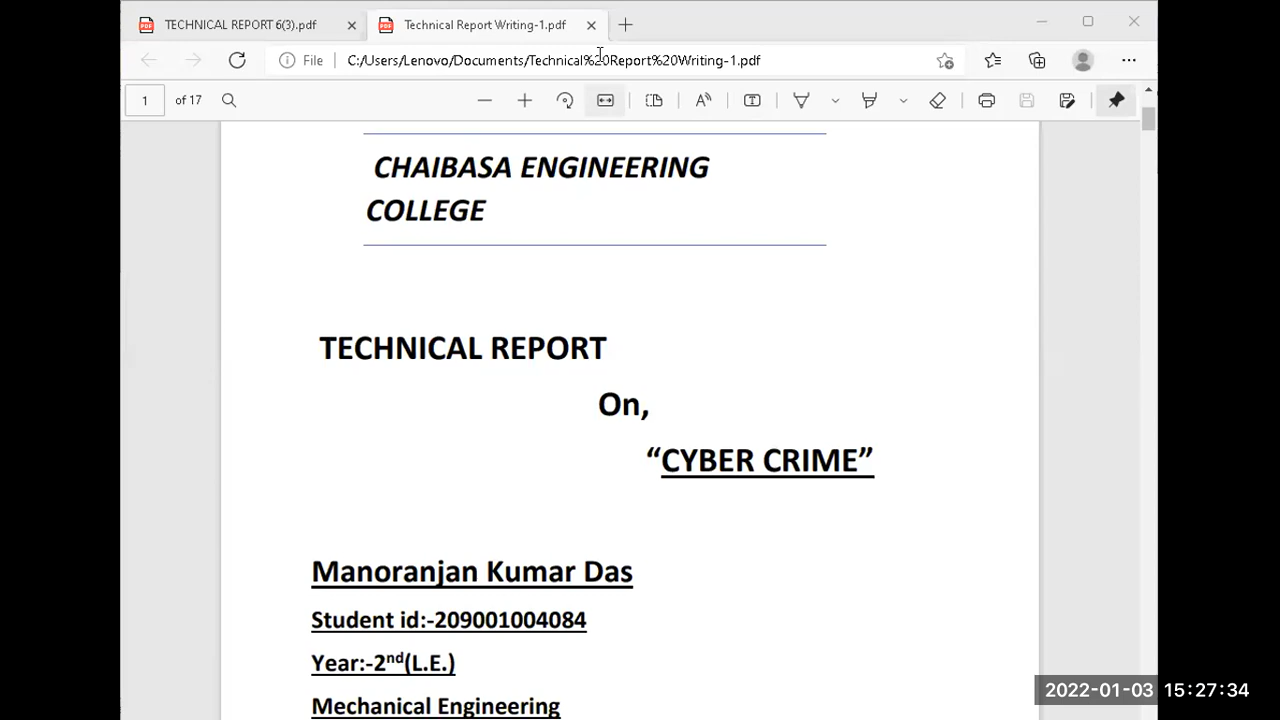 TECHNICAL REPORT 6(3).pdf
Technical Report Writing-1.pdf
File C:/Users/Lenovo/Documents/Technical%20Report%20Writing-1.pdf
1 of 17
CHAIBASA ENGINEERING
COLLEGE
TECHNICAL REPORT
On,
“CYBER CRIME”
Manoranjan Kumar Das
Student id:-209001004084
Year:-2nd(L.E.)
Mechanical Engineering
2022-01-03 15:27:34